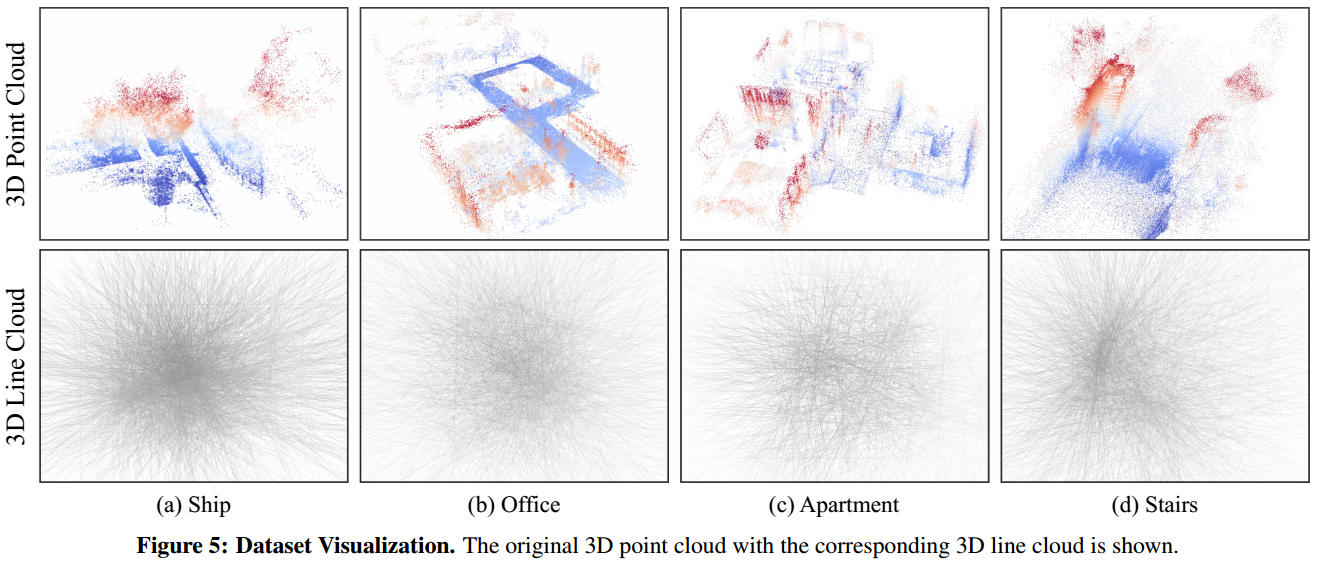 3D Point Cloud
3D Line Cloud
(a) Ship
(b) Office
(c) Apartment
(d) Stairs
Figure 5: Dataset Visualization. The original 3D point cloud with the corresponding 3D line cloud is shown.